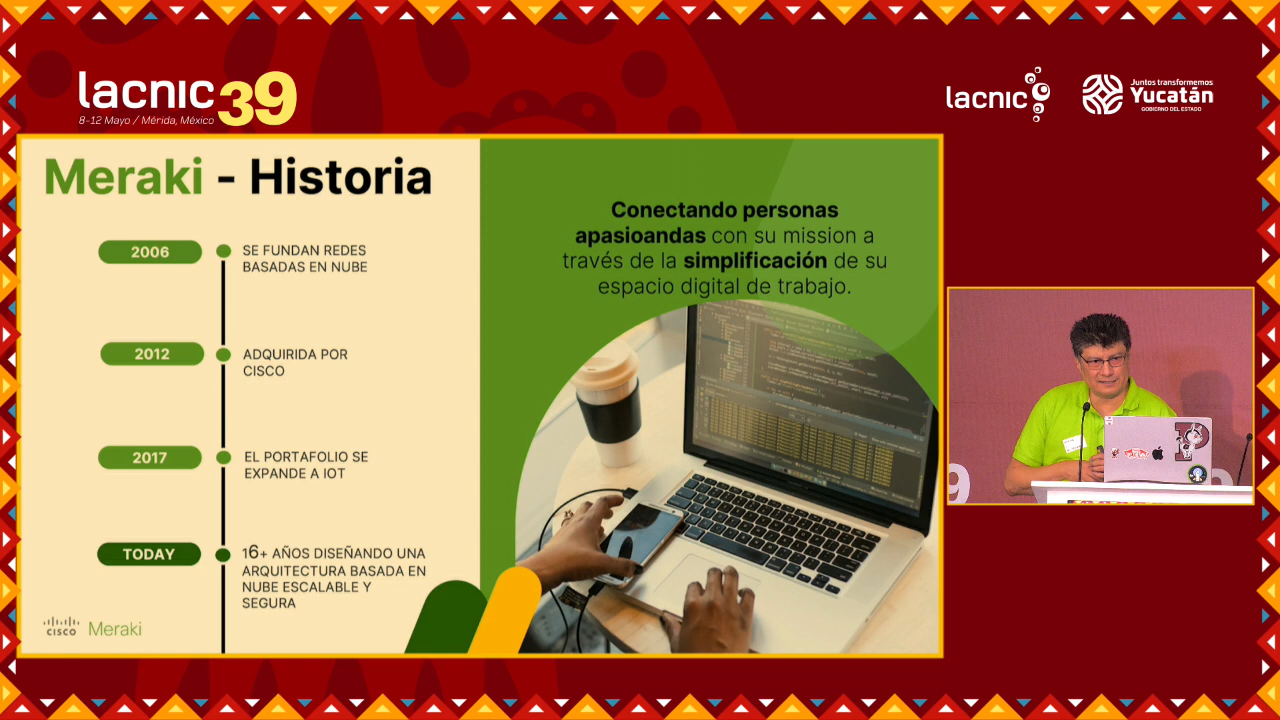 lacnic 39
8-12 Mayo / Mérida, México
lacnic
Juntos transformemos
Yucatán
GOBIERNO DEL ESTADO
Meraki - Historia
2006
SE FUNDAN REDES
BASADAS EN NUBE
2012
ADQUIRIDA POR
CISCO
2017
EL PORTAFOLIO SE
EXPANDE A IOT
TODAY
16+ AÑOS DISEÑANDO UNA
ARQUITECTURA BASADA EN
NUBE ESCALABLE Y
SEGURA
CISCO Meraki
Conectando personas
apasioandas con su mission a
través de la simplificación de su
espacio digital de trabajo.
9
P